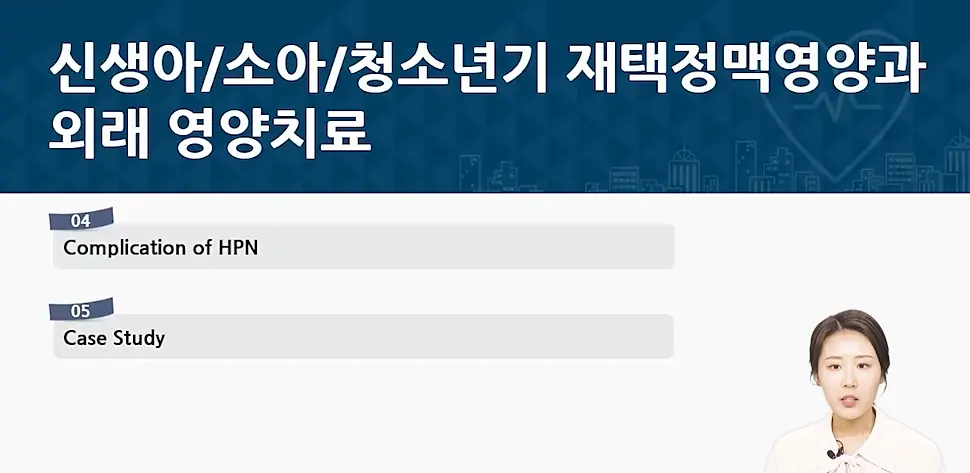 신생아/소아/청소년기 재택정맥영양과
외래 영양치료
04
Complication of HPN
05
Case Study